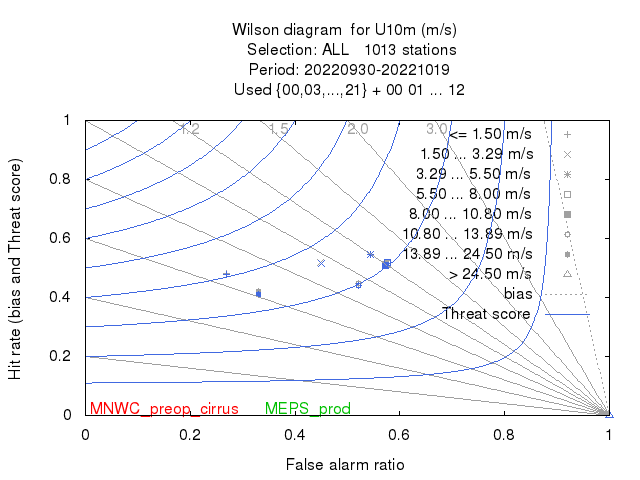 Wilson diagram for U10m (m/s)
Selection: ALL 1013 stations
Period: 20220930-20221019
Used {00,03,...,21} + 00 01 ... 12
1.2 1.5 2.0 3.0
<= 1.50 m/s
1.50 ... 3.29 m/s
3.29 ... 5.50 m/s
5.50 ... 8.00 m/s
8.00 ... 10.80 m/s
10.80 ... 13.89 m/s
13.89 ... 24.50 m/s
> 24.50 m/s
bias
Threat score
Hit rate (bias and Threat score)
1
0.8
0.6
0.4
0.2
0
MNWC_preop_cirrus MEPS_prod
0 0.2 0.4 0.6 0.8 1
False alarm ratio